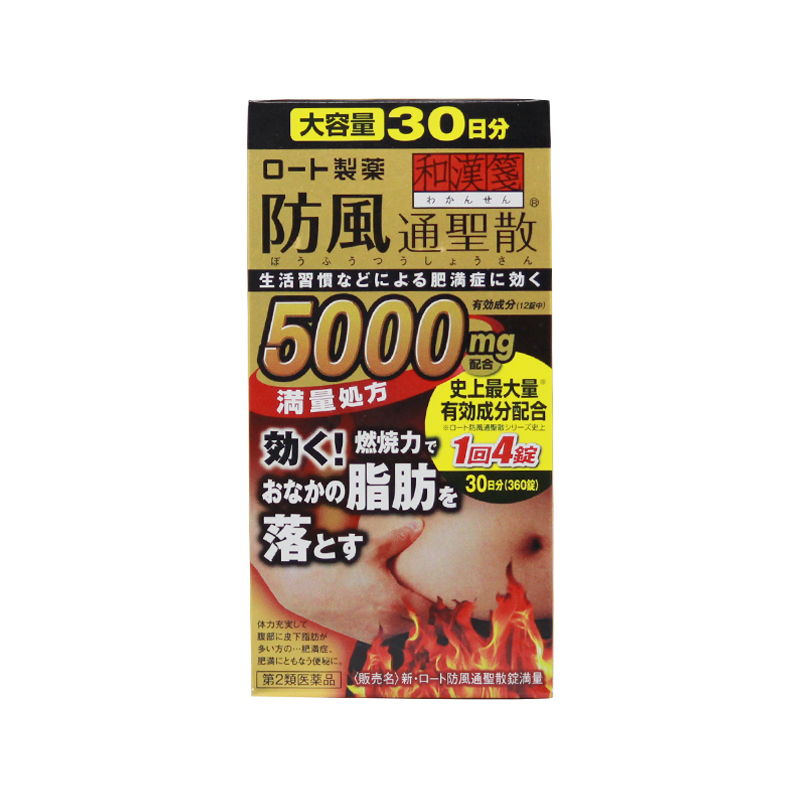 大容量30日分
ロート製薬
和漢箋
わかんせん
®
防風通聖散
ぼうふうつうしょうさん
生活習慣などによる肥満症に効く
有効成分(12錠中)
5000mg
配合
満量処方
史上最大量※
有効成分配合
※ロート防風通聖散シリーズ史上
1回4錠
30日分(360錠)
効く!燃焼力で
おなかの脂肪を
落とす
体力充実して
腹部に皮下脂肪が
多い方の…肥満症、
肥満にともなう便秘に。
第2類医薬品
〈販売名〉新・ロート防風通聖散錠満量